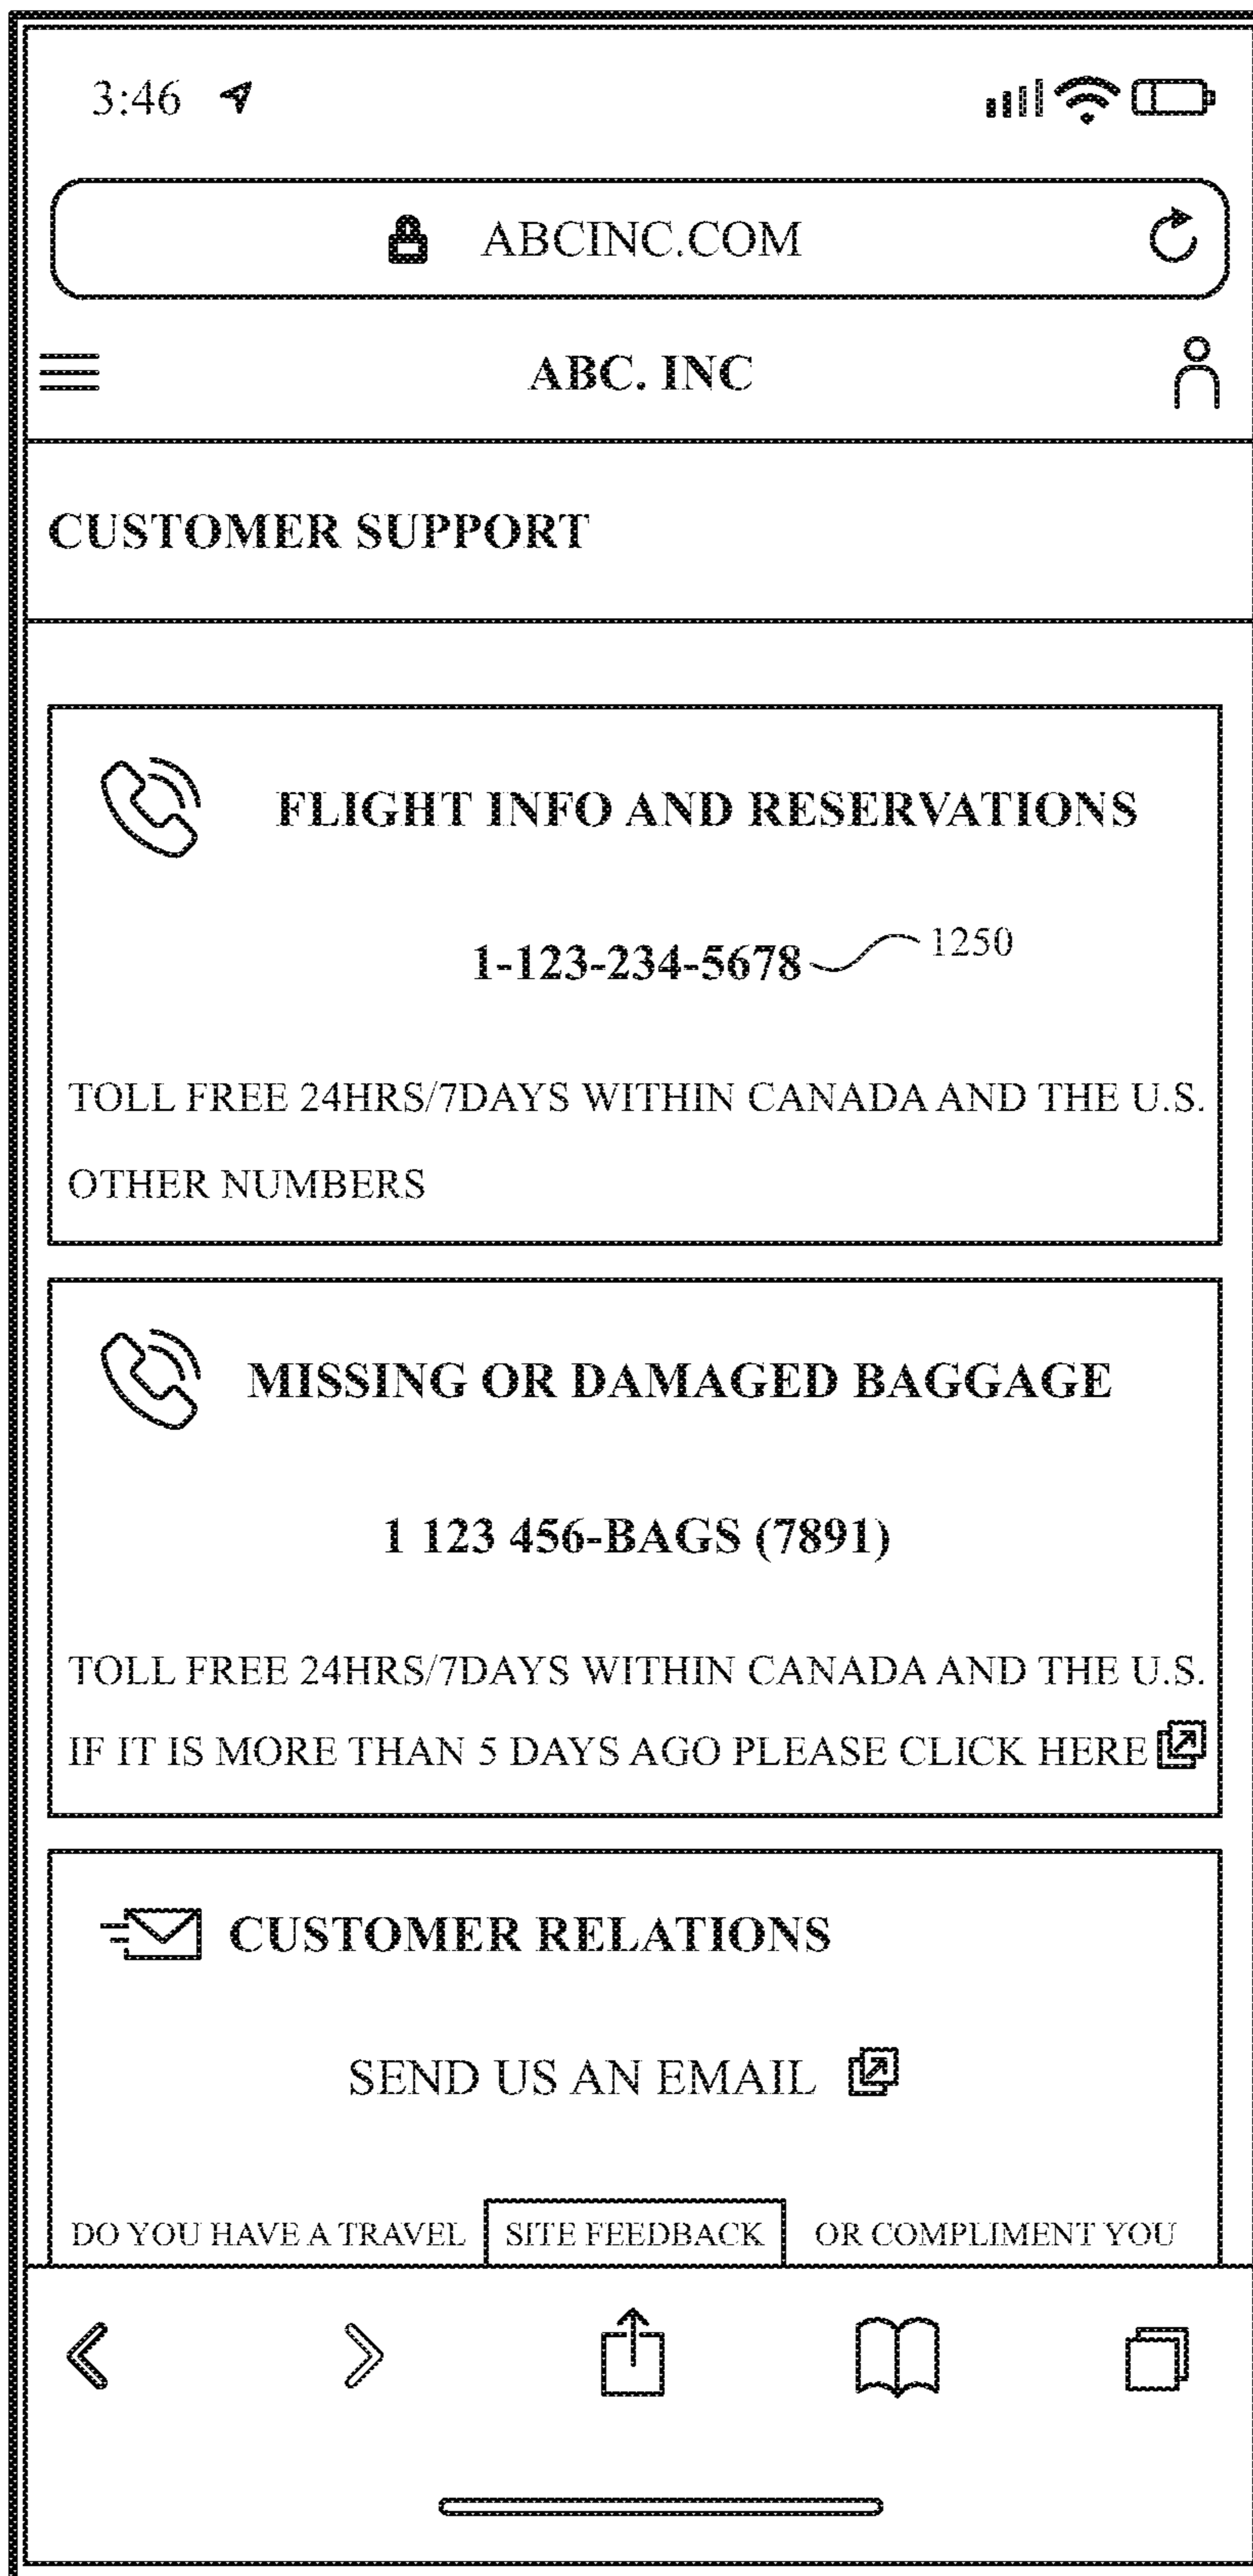 3:46
ABCINC.COM
ABC. INC
CUSTOMER SUPPORT
FLIGHT INFO AND RESERVATIONS
1-123-234-5678 1250
TOLL FREE 24HRS/7DAYS WITHIN CANADA AND THE U.S.
OTHER NUMBERS
MISSING OR DAMAGED BAGGAGE
1 123 456-BAGS (7891)
TOLL FREE 24HRS/7DAYS WITHIN CANADA AND THE U.S.
IF IT IS MORE THAN 5 DAYS AGO PLEASE CLICK HERE
CUSTOMER RELATIONS
SEND US AN EMAIL
DO YOU HAVE A TRAVEL SITE FEEDBACK OR COMPLIMENT YOU